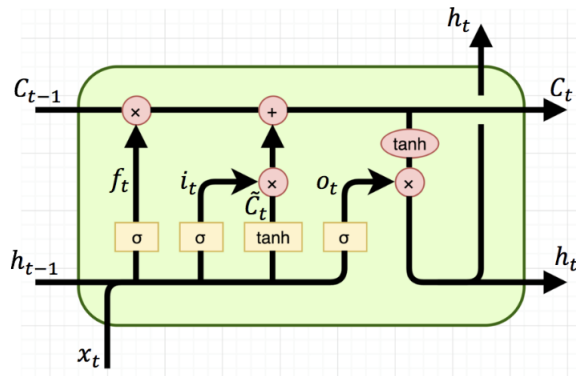 h_t
C_{t-1} × + C_t
tanh
f_t i_t × o_t ×
C̃_t
σ σ tanh σ
h_{t-1} h_t
x_t